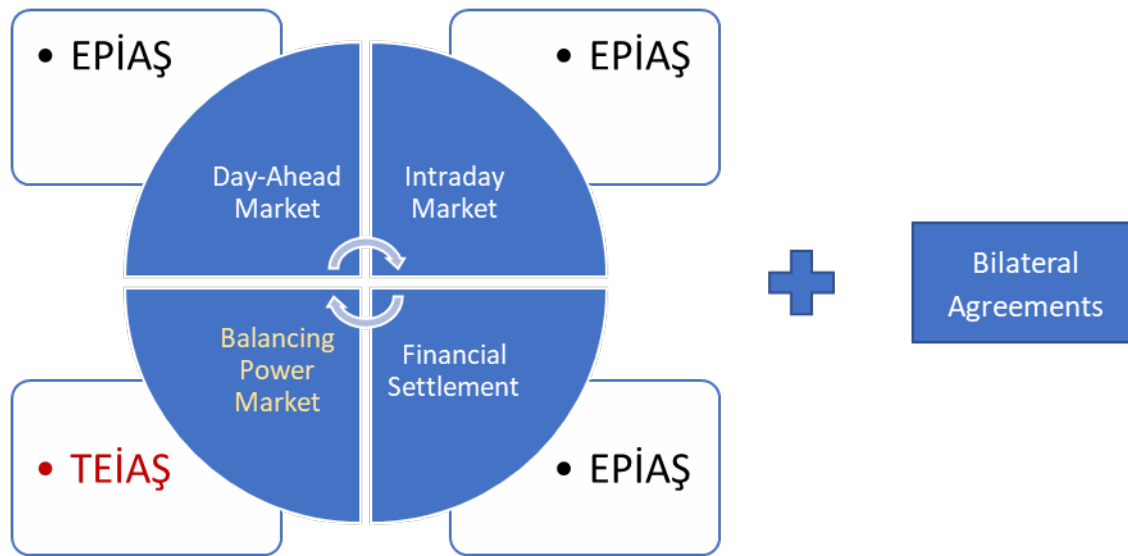 • EPİAŞ
• EPİAŞ
Day-Ahead
Market
Intraday
Market
Balancing
Power
Market
Financial
Settlement
• TEİAŞ
• EPİAŞ
Bilateral
Agreements